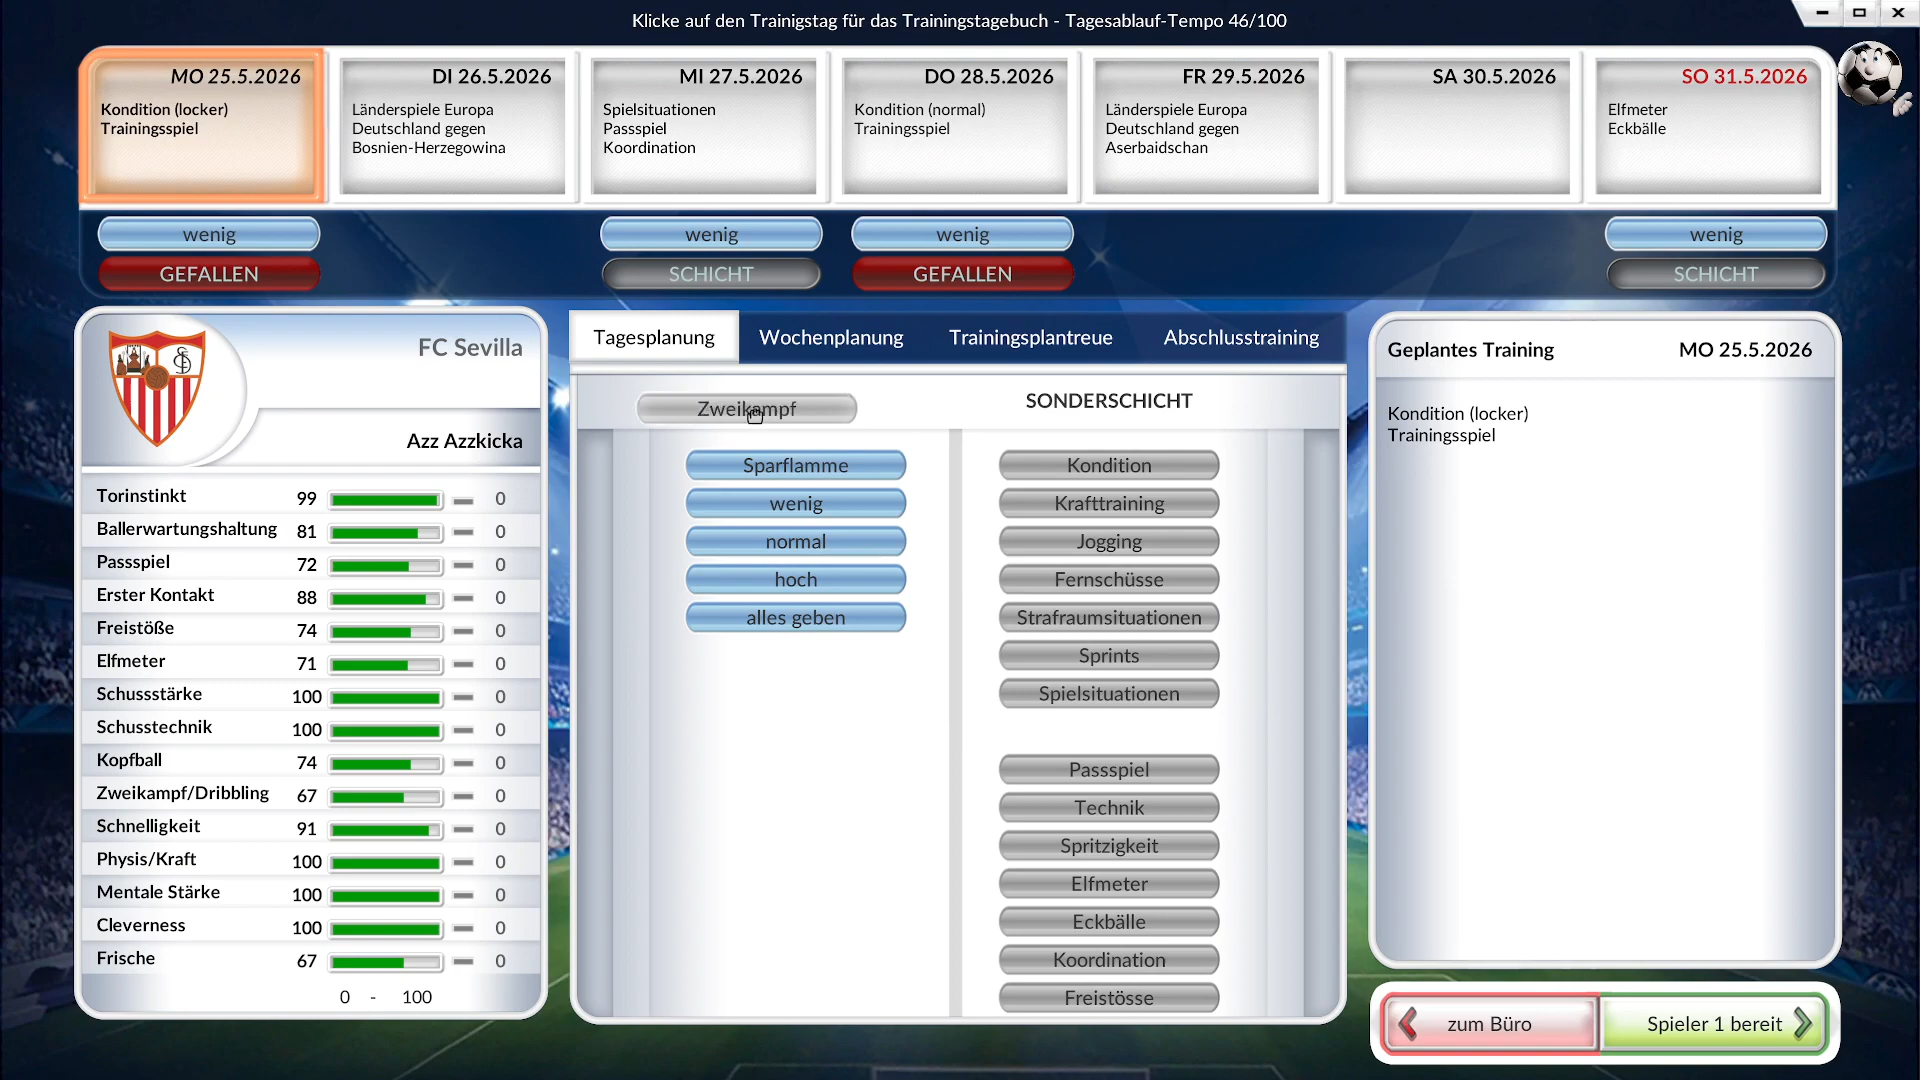 Klicke auf den Trainigstag für das Trainingstagebuch - Tagesablauf-Tempo 46/100
MO 25.5.2026
Kondition (locker)
Trainingsspiel
DI 26.5.2026
Länderspiele Europa
Deutschland gegen
Bosnien-Herzegowina
MI 27.5.2026
Spielsituationen
Passspiel
Koordination
DO 28.5.2026
Kondition (normal)
Trainingsspiel
FR 29.5.2026
Länderspiele Europa
Deutschland gegen
Aserbaidschan
SA 30.5.2026
SO 31.5.2026
Elfmeter
Eckbälle
wenig
wenig
wenig
wenig
GEFALLEN
SCHICHT
GEFALLEN
SCHICHT
FC Sevilla
Azz Azzkicka
Torinstinkt 99 0
Ballerwartungshaltung 81 0
Passspiel 72 0
Erster Kontakt 88 0
Freistöße 74 0
Elfmeter 71 0
Schussstärke 100 0
Schusstechnik 100 0
Kopfball 74 0
Zweikampf/Dribbling 67 0
Schnelligkeit 91 0
Physis/Kraft 100 0
Mentale Stärke 100 0
Cleverness 100 0
Frische 67 0
0 - 100
Tagesplanung
Wochenplanung
Trainingsplantreue
Abschlusstraining
Zweikampf
Sparflamme
wenig
normal
hoch
alles geben
SONDERSCHICHT
Kondition
Krafttraining
Jogging
Fernschüsse
Strafraumsituationen
Sprints
Spielsituationen
Passspiel
Technik
Spritzigkeit
Elfmeter
Eckbälle
Koordination
Freistösse
Geplantes Training MO 25.5.2026
Kondition (locker)
Trainingsspiel
zum Büro
Spieler 1 bereit